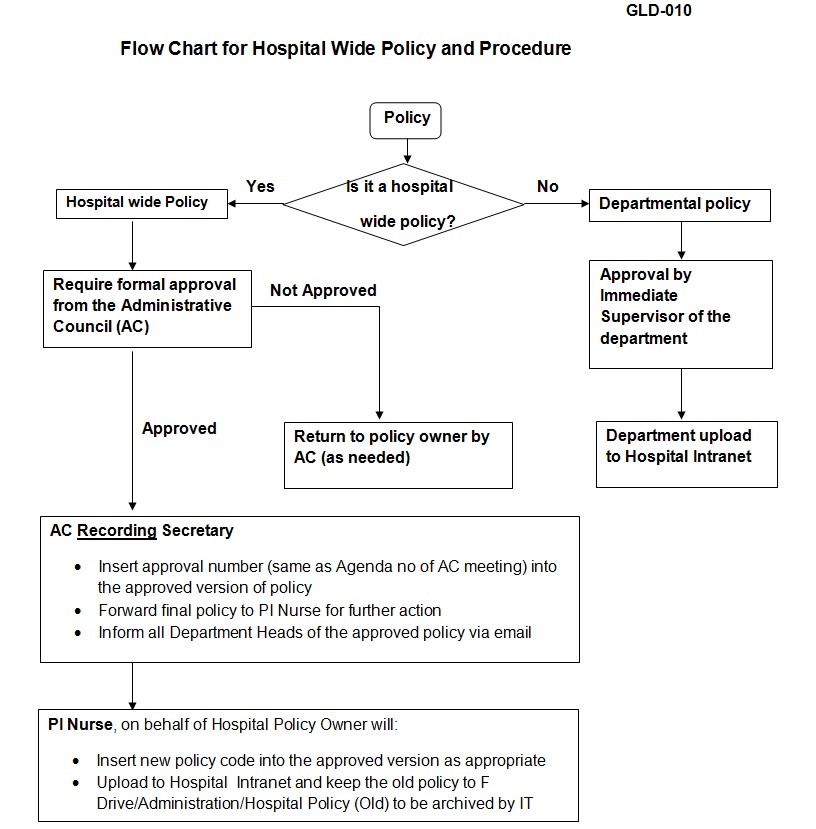 GLD-010
Flow Chart for Hospital Wide Policy and Procedure
Policy
Is it a hospital
wide policy?
Yes
No
Hospital wide Policy
Departmental policy
Require formal approval
from the Administrative
Council (AC)
Not Approved
Approval by
Immediate
Supervisor of the
department
Approved
Return to policy owner by
AC (as needed)
Department upload
to Hospital Intranet
AC Recording Secretary
• Insert approval number (same as Agenda no of AC meeting) into
the approved version of policy
• Forward final policy to PI Nurse for further action
• Inform all Department Heads of the approved policy via email
PI Nurse, on behalf of Hospital Policy Owner will:
• Insert new policy code into the approved version as appropriate
• Upload to Hospital Intranet and keep the old policy to F
Drive/Administration/Hospital Policy (Old) to be archived by IT